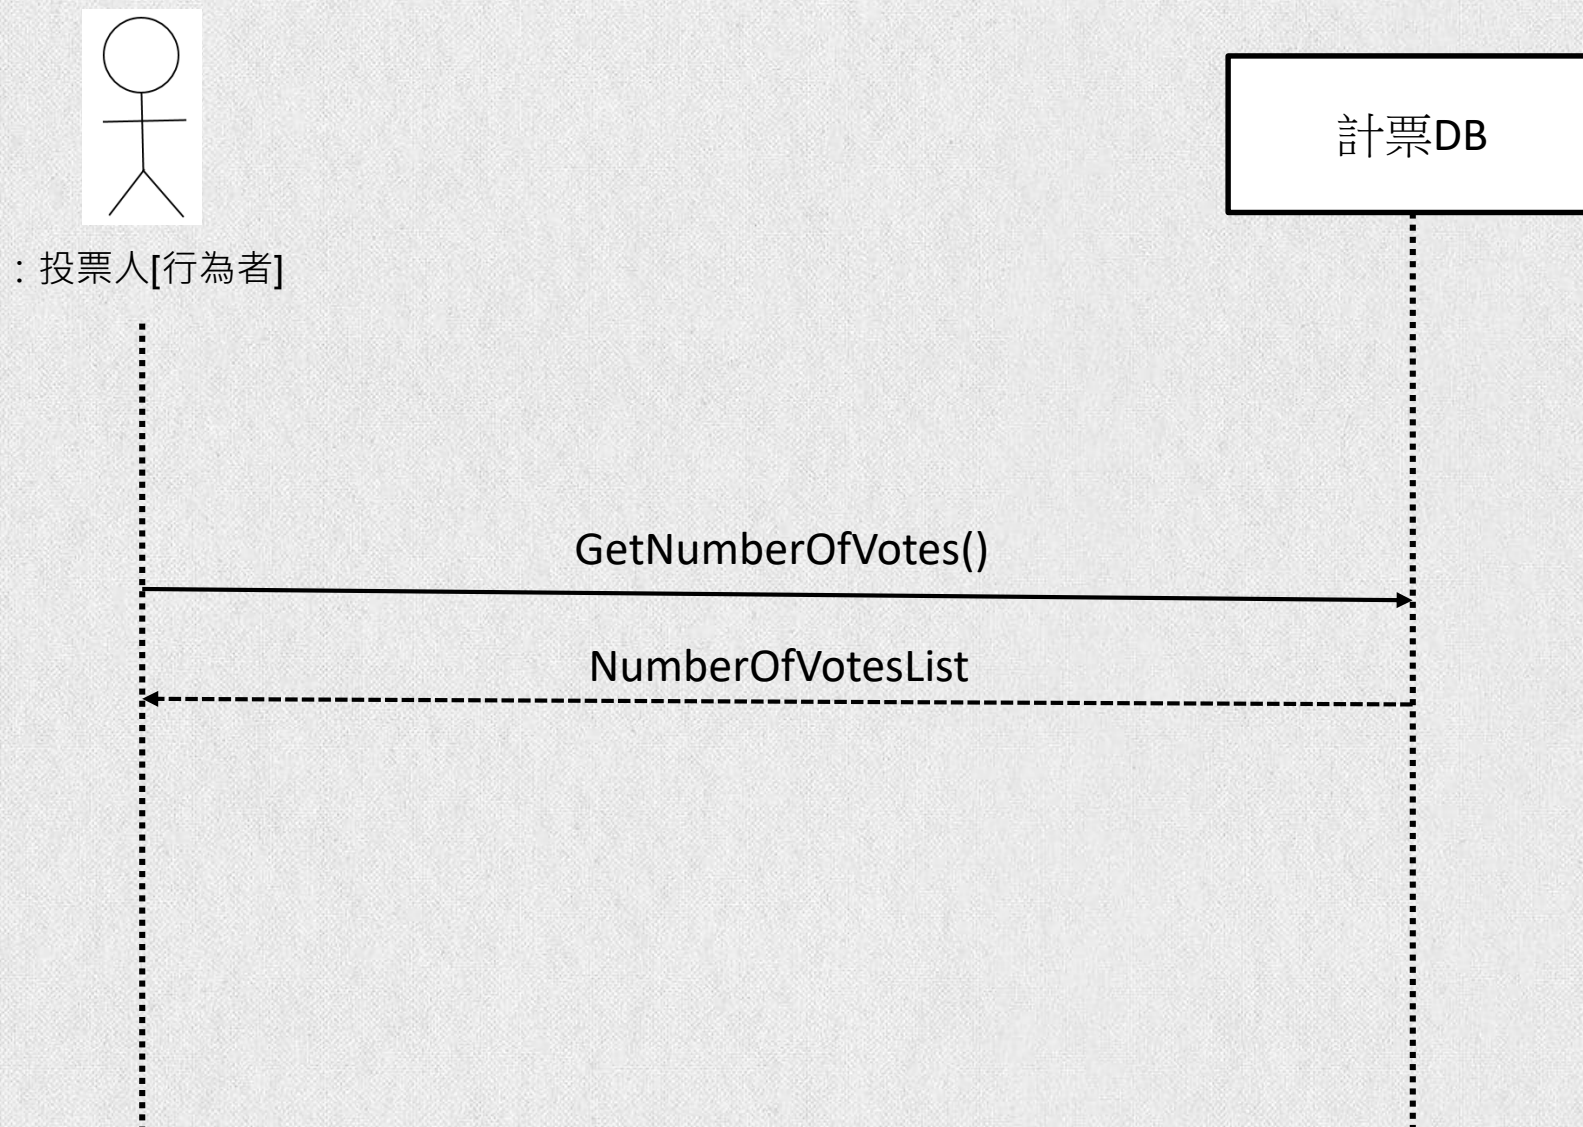 計票DB
：投票人[行為者]
GetNumberOfVotes()
NumberOfVotesList